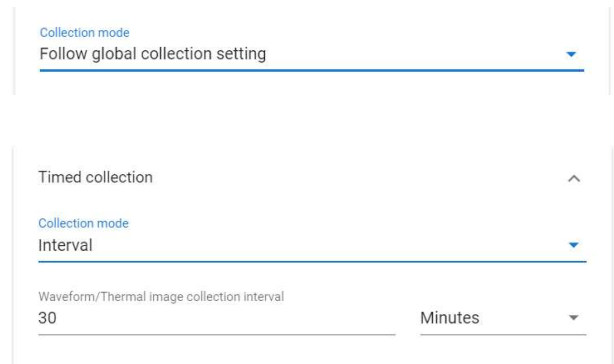 Collection mode
Follow global collection setting
Timed collection
Collection mode
Interval
Waveform/Thermal image collection interval
30 Minutes